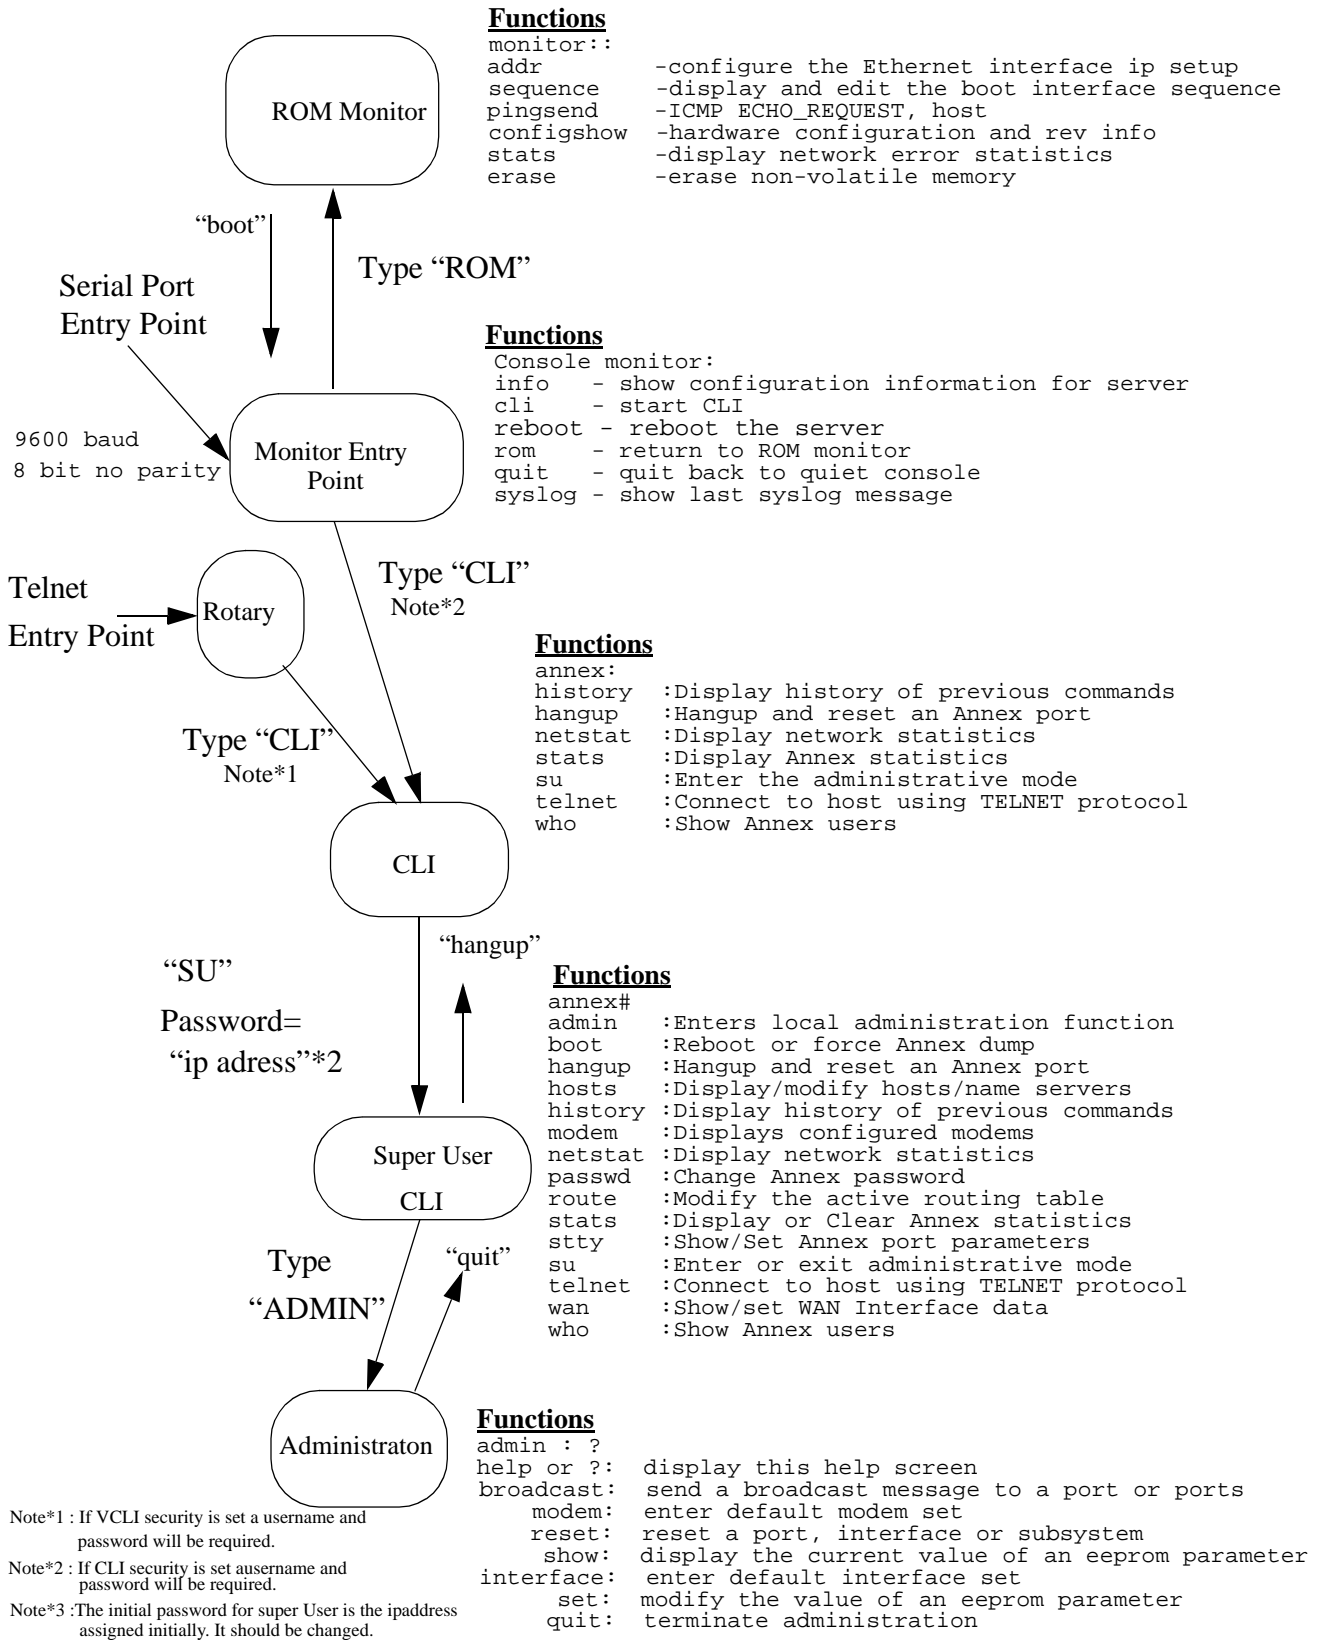 Functions
monitor::
addr -configure the Ethernet interface ip setup
sequence -display and edit the boot interface sequence
pingsend -ICMP ECHO_REQUEST, host
configshow -hardware configuration and rev info
stats -display network error statistics
erase -erase non-volatile memory
ROM Monitor
“boot”
Type “ROM”
Serial Port
Entry Point
Functions
Console monitor:
info - show configuration information for server
cli - start CLI
reboot - reboot the server
rom - return to ROM monitor
quit - quit back to quiet console
syslog - show last syslog message
9600 baud
8 bit no parity
Monitor Entry
Point
Type “CLI”
Note*2
Telnet
Entry Point
Rotary
Type “CLI”
Note*1
Functions
annex:
history :Display history of previous commands
hangup :Hangup and reset an Annex port
netstat :Display network statistics
stats :Display Annex statistics
su :Enter the administrative mode
telnet :Connect to host using TELNET protocol
who :Show Annex users
CLI
“hangup”
“SU”
Password=
“ip adress”*2
Functions
annex#
admin :Enters local administration function
boot :Reboot or force Annex dump
hangup :Hangup and reset an Annex port
hosts :Display/modify hosts/name servers
history :Display history of previous commands
modem :Displays configured modems
netstat :Display network statistics
passwd :Change Annex password
route :Modify the active routing table
stats :Display or Clear Annex statistics
stty :Show/Set Annex port parameters
su :Enter or exit administrative mode
telnet :Connect to host using TELNET protocol
wan :Show/set WAN Interface data
who :Show Annex users
Super User
CLI
Type
“ADMIN”
“quit”
Administraton
Functions
admin : ?
help or ?: display this help screen
broadcast: send a broadcast message to a port or ports
modem: enter default modem set
reset: reset a port, interface or subsystem
show: display the current value of an eeprom parameter
interface: enter default interface set
set: modify the value of an eeprom parameter
quit: terminate administration
Note*1 : If VCLI security is set a username and
password will be required.
Note*2 : If CLI security is set ausername and
password will be required.
Note*3 :The initial password for super User is the ipaddress
assigned initially. It should be changed.